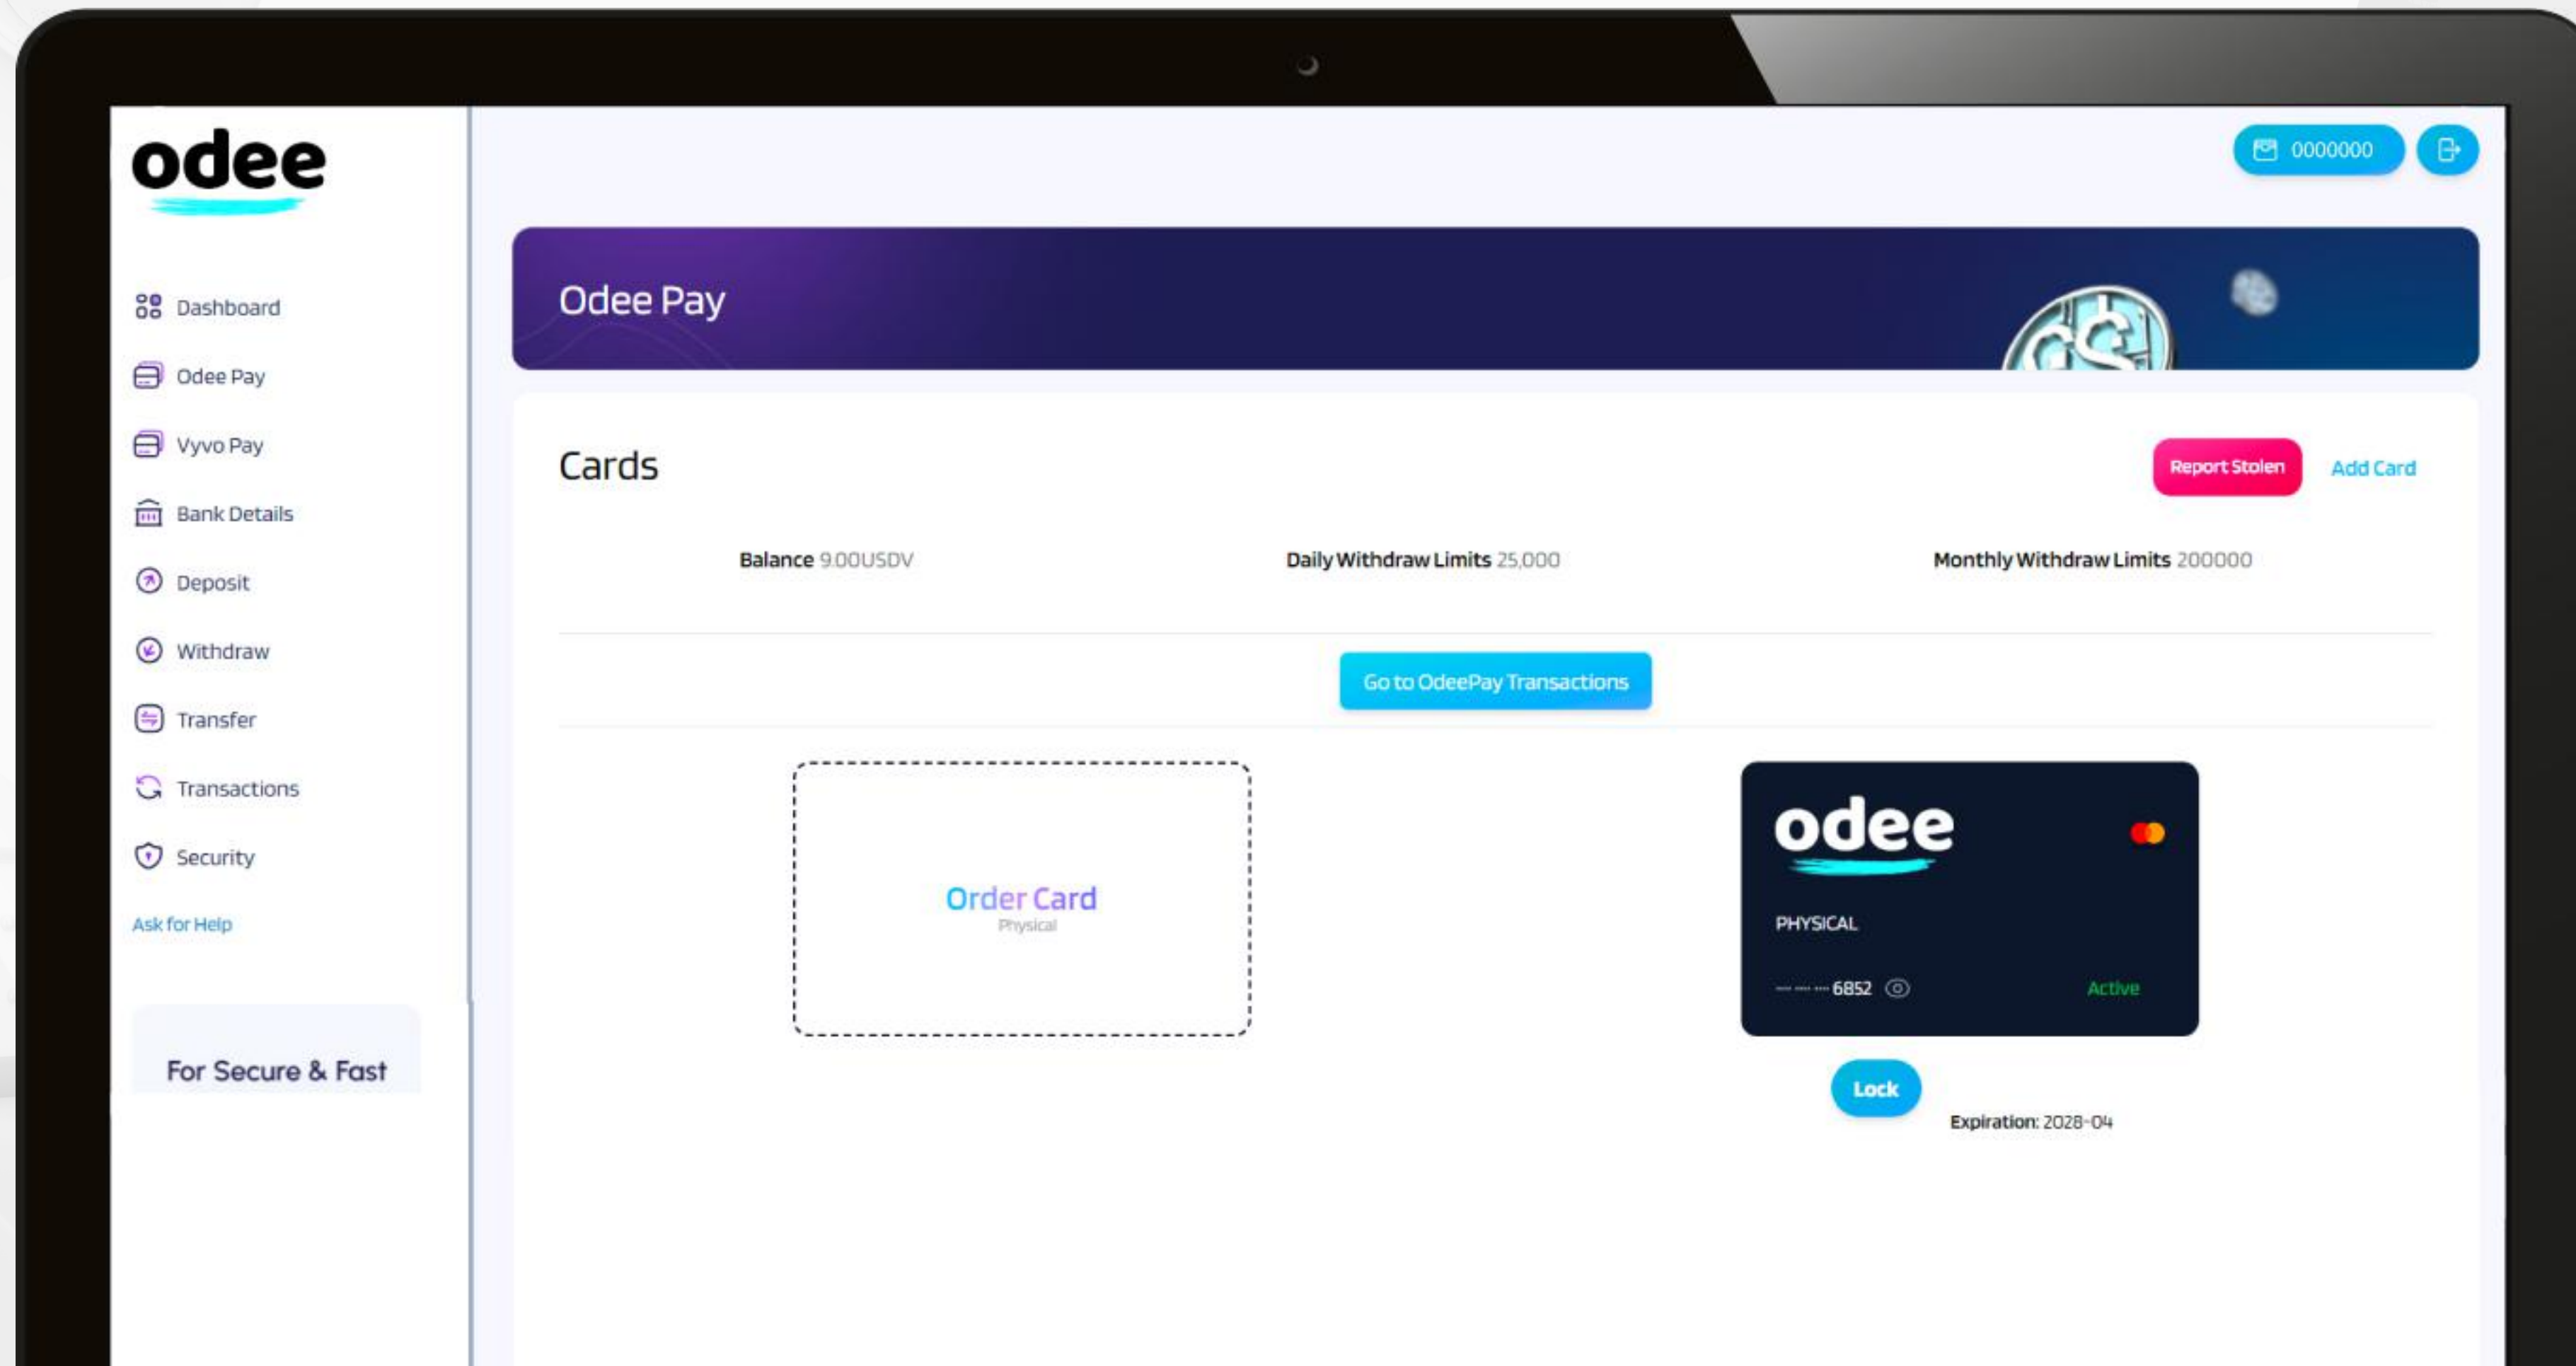 odee
0000000
Dashboard
Odee Pay
Vyvo Pay
Bank Details
Deposit
Withdraw
Transfer
Transactions
Security
Ask for Help
For Secure & Fast
Odee Pay
Cards
Report Stolen
Add Card
Balance 9.00USDV
Daily Withdraw Limits 25,000
Monthly Withdraw Limits 200000
Go to OdeePay Transactions
Order Card
Physical
odee
PHYSICAL
•••• •••• •••• 6852
Active
Lock
Expiration: 2028-04